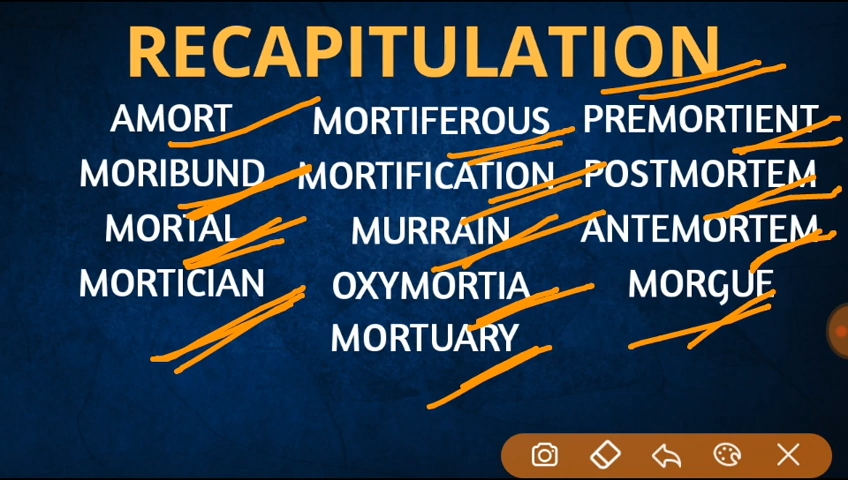 RECAPITULATION
AMORT MORTIFEROUS PREMORTIENT
MORIBUND MORTIFICATION POSTMORTEM
MORTAL MURRAIN ANTEMORTEM
MORTICIAN OXYMORTIA MORGUE
MORTUARY